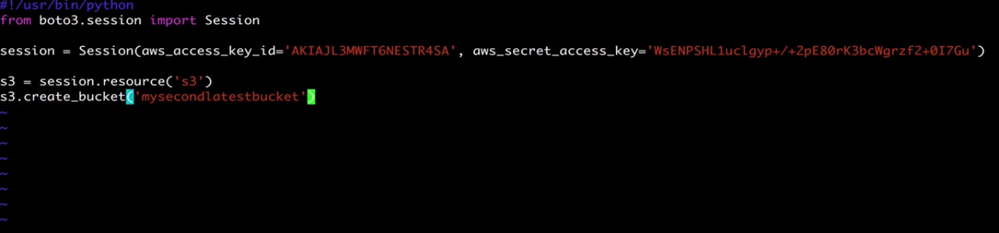 #!/usr/bin/python
from boto3.session import Session
session = Session(aws_access_key_id='AKIAJL3MWFT6NESTR4SA', aws_secret_access_key='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')
s3 = session.resource('s3')
s3.create_bucket('mysecondlatestbucket')
~
~
~
~
~
~
~
~